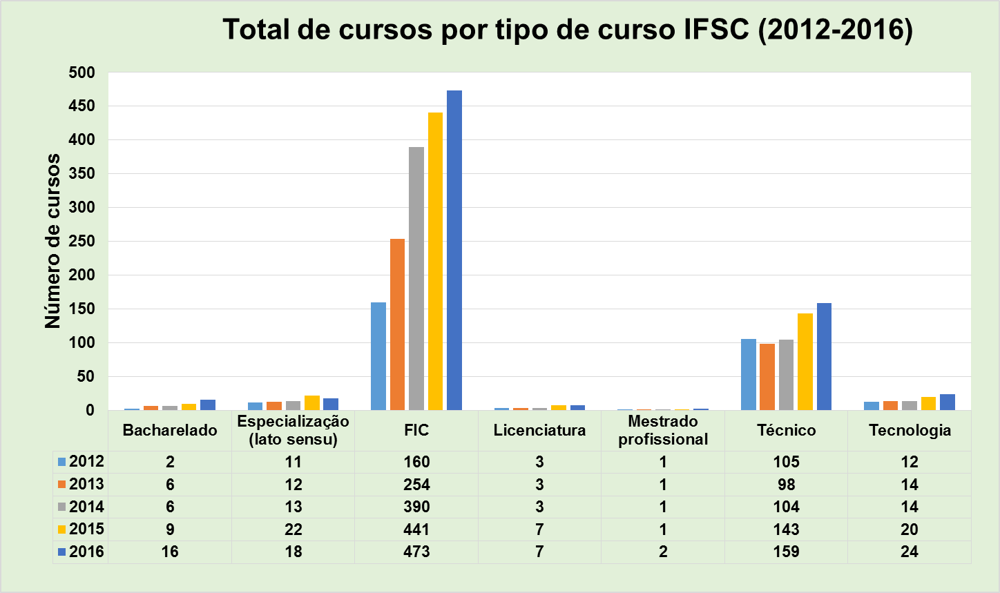 Total de cursos por tipo de curso IFSC (2012-2016)
Número de cursos
500
450
400
350
300
250
200
150
100
50
0
Bacharelado Especialização (lato sensu) FIC Licenciatura Mestrado profissional Técnico Tecnologia
2012 2 11 160 3 1 105 12
2013 6 12 254 3 1 98 14
2014 6 13 390 3 1 104 14
2015 9 22 441 7 1 143 20
2016 16 18 473 7 2 159 24